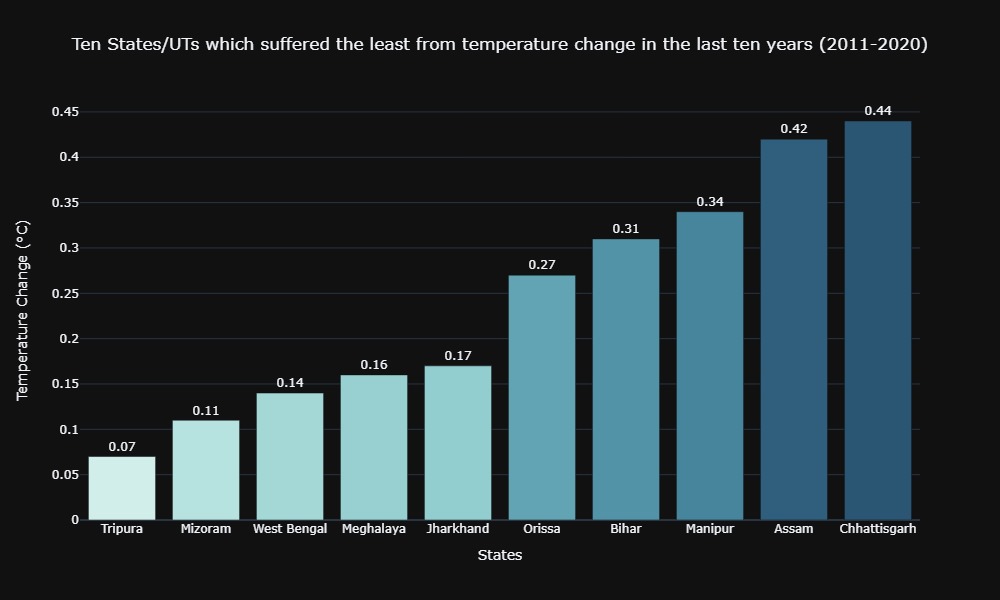 Ten States/UTs which suffered the least from temperature change in the last ten years (2011-2020)
Temperature Change (°C)
0.45
0.4
0.35
0.3
0.25
0.2
0.15
0.1
0.05
0
0.07
0.11
0.14
0.16
0.17
0.27
0.31
0.34
0.42
0.44
Tripura
Mizoram
West Bengal
Meghalaya
Jharkhand
Orissa
Bihar
Manipur
Assam
Chhattisgarh
States